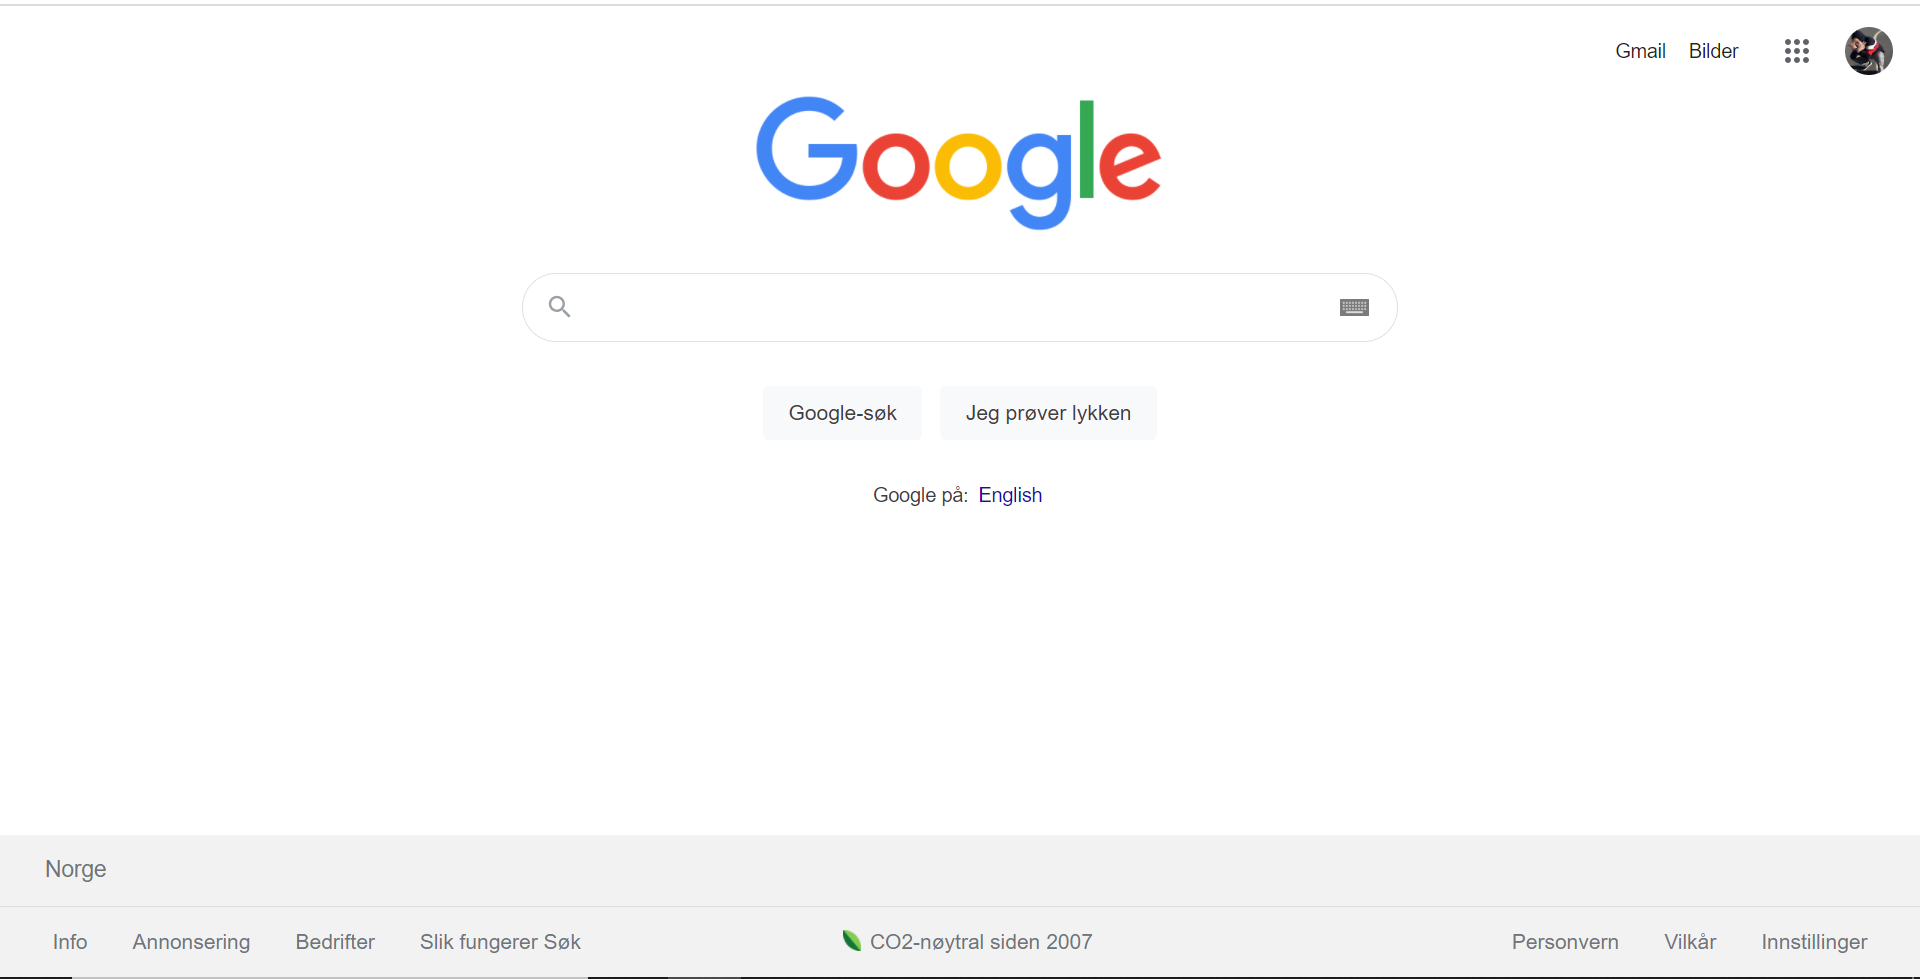 Gmail Bilder
Google
Google-søk Jeg prøver lykken
Google på: English
Norge
Info Annonsering Bedrifter Slik fungerer Søk CO2-nøytral siden 2007 Personvern Vilkår Innstillinger